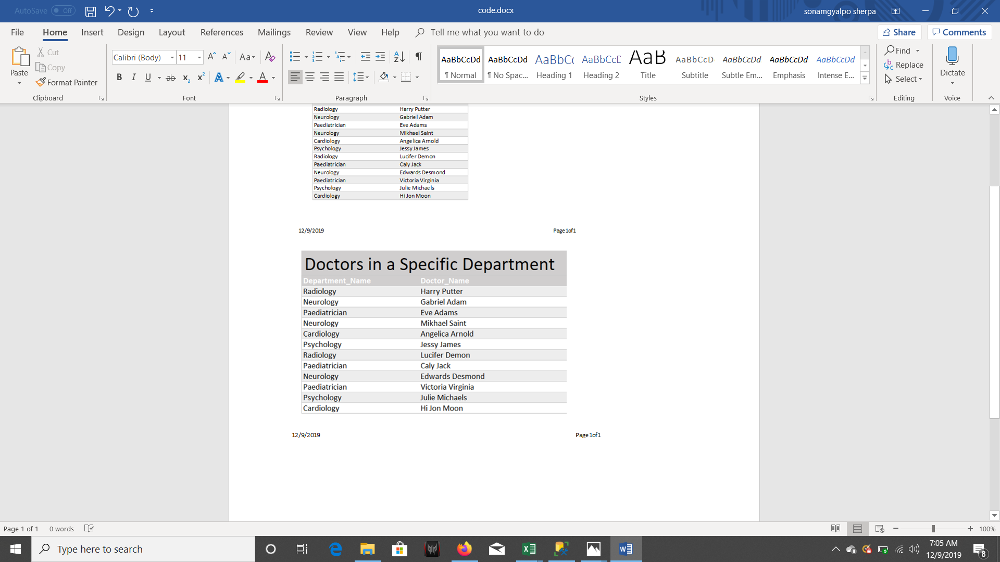 AutoSave Off
code.docx
sonamgyalpo sherpa
File Home Insert Design Layout References Mailings Review View Help Tell me what you want to do
Share Comments
Paste
Cut
Copy
Format Painter
Clipboard
Calibri (Body) 11
Font
Paragraph
AaBbCcDd AaBbCcDd AaBbCc AaBbCcD AaB AaBbCcD AaBbCcDd AaBbCcDd AaBbCcDd
¶ Normal ¶ No Spac... Heading 1 Heading 2 Title Subtitle Subtle Em... Emphasis Intense E...
Styles
Find
Replace
Select
Editing
Dictate
Voice
Radiology Harry Putter
Neurology Gabriel Adam
Paediatrician Eve Adams
Neurology Mikhael Saint
Cardiology Angelica Arnold
Psychology Jessy James
Radiology Lucifer Demon
Paediatrician Caly Jack
Neurology Edwards Desmond
Paediatrician Victoria Virginia
Psychology Julie Michaels
Cardiology Hi Jon Moon
12/9/2019 Page 1of1
Doctors in a Specific Department
Department_Name Doctor_Name
Radiology Harry Putter
Neurology Gabriel Adam
Paediatrician Eve Adams
Neurology Mikhael Saint
Cardiology Angelica Arnold
Psychology Jessy James
Radiology Lucifer Demon
Paediatrician Caly Jack
Neurology Edwards Desmond
Paediatrician Victoria Virginia
Psychology Julie Michaels
Cardiology Hi Jon Moon
12/9/2019 Page 1of1
Page 1 of 1 0 words
100%
Type here to search
7:05 AM
12/9/2019
8